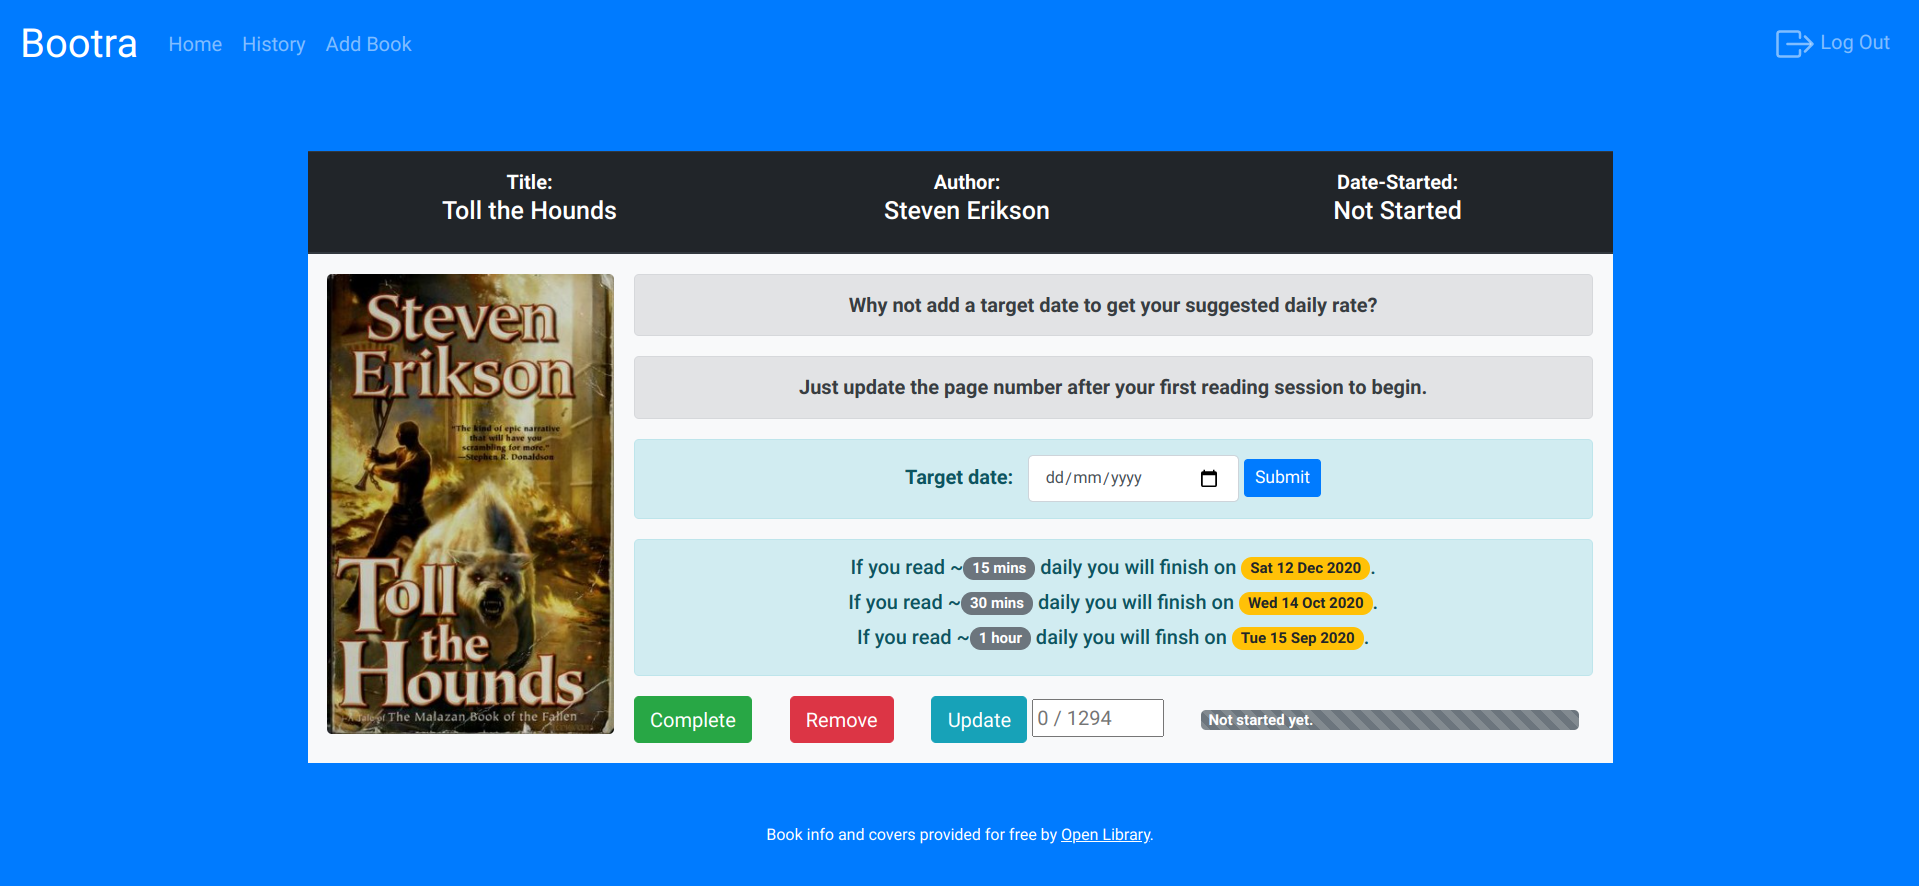 Bootra Home History Add Book Log Out
Title: Author: Date-Started:
Toll the Hounds Steven Erikson Not Started
Steven
Erikson
"The kind of epic narrative
that will have you
scrambling for more."
—Stephen R. Donaldson
Toll
the
Hounds
A Tale of The Malazan Book of the Fallen
Why not add a target date to get your suggested daily rate?
Just update the page number after your first reading session to begin.
Target date: dd/mm/yyyy Submit
If you read ~ 15 mins daily you will finish on Sat 12 Dec 2020.
If you read ~ 30 mins daily you will finish on Wed 14 Oct 2020.
If you read ~ 1 hour daily you will finsh on Tue 15 Sep 2020.
Complete Remove Update 0 / 1294 Not started yet.
Book info and covers provided for free by Open Library.